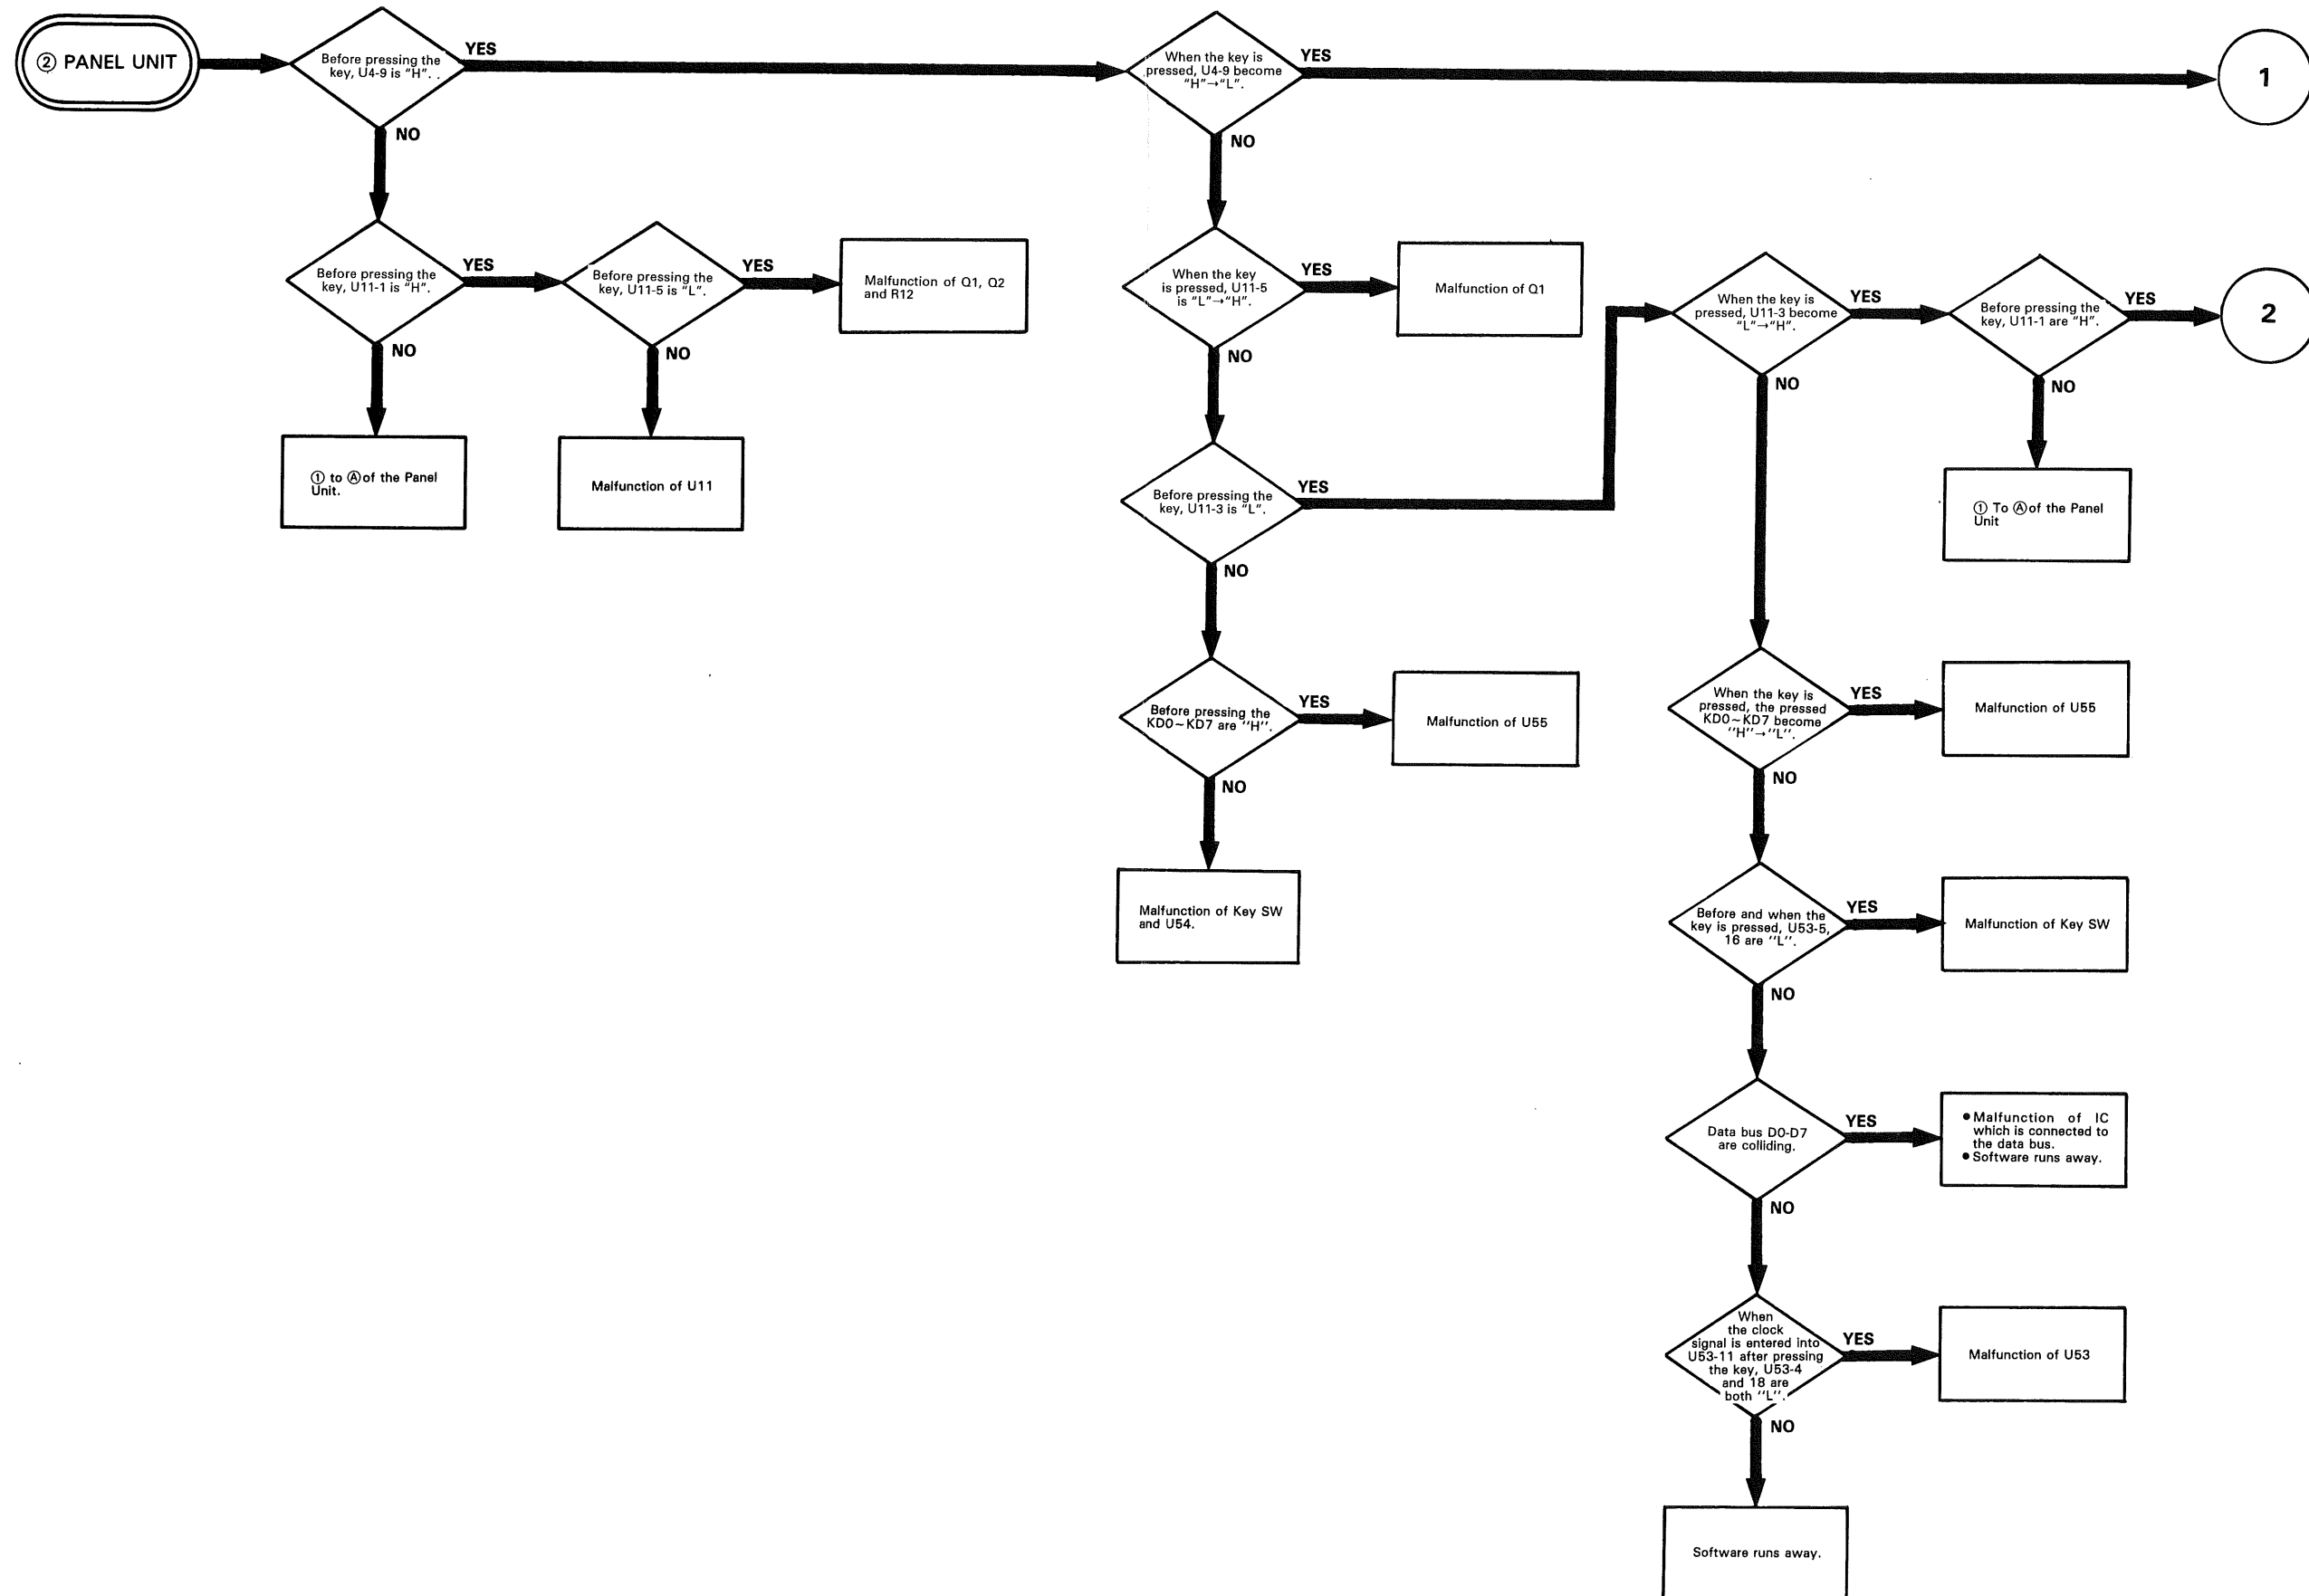 ② PANEL UNIT
Before pressing the
key, U4-9 is "H". .
YES
NO
When the key is
pressed, U4-9 become
"H"→"L".
YES
NO
1
Before pressing the
key, U11-1 is "H".
YES
NO
Before pressing the
key, U11-5 is "L".
YES
NO
Malfunction of Q1, Q2
and R12
① to Ⓐ of the Panel
Unit.
Malfunction of U11
When the key
is pressed, U11-5
is "L"→"H".
YES
NO
Malfunction of Q1
When the key is
pressed, U11-3 become
"L"→"H".
YES
NO
Before pressing the
key, U11-1 are "H".
YES
NO
2
Before pressing the
key, U11-3 is "L".
YES
NO
① To Ⓐ of the Panel
Unit
Before pressing the
KD0~KD7 are "H".
YES
NO
Malfunction of U55
When the key is
pressed, the pressed
KD0~KD7 become
"H"→"L".
YES
NO
Malfunction of U55
Malfunction of Key SW
and U54.
Before and when the
key is pressed, U53-5,
16 are "L".
YES
NO
Malfunction of Key SW
Data bus D0-D7
are colliding.
YES
NO
● Malfunction of IC
which is connected to
the data bus.
● Software runs away.
When
the clock
signal is entered into
U53-11 after pressing
the key, U53-4
and 18 are
both "L".
YES
NO
Malfunction of U53
Software runs away.